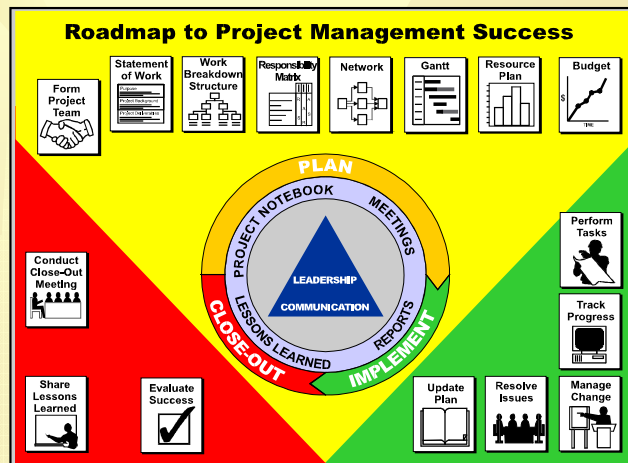 Roadmap to Project Management Success
Form
Project
Team
Statement
of Work
Purpose
Project Background
Project Deliverables
Work
Breakdown
Structure
Responsibility
Matrix
R
A
S
Network
Gantt
Resource
Plan
Budget
$
TIME
PLAN
PROJECT NOTEBOOK
MEETINGS
LEADERSHIP
COMMUNICATION
LESSONS LEARNED
REPORTS
CLOSE-OUT
IMPLEMENT
Perform
Tasks
Track
Progress
Manage
Change
Resolve
Issues
Update
Plan
Evaluate
Success
Share
Lessons
Learned
Conduct
Close-Out
Meeting